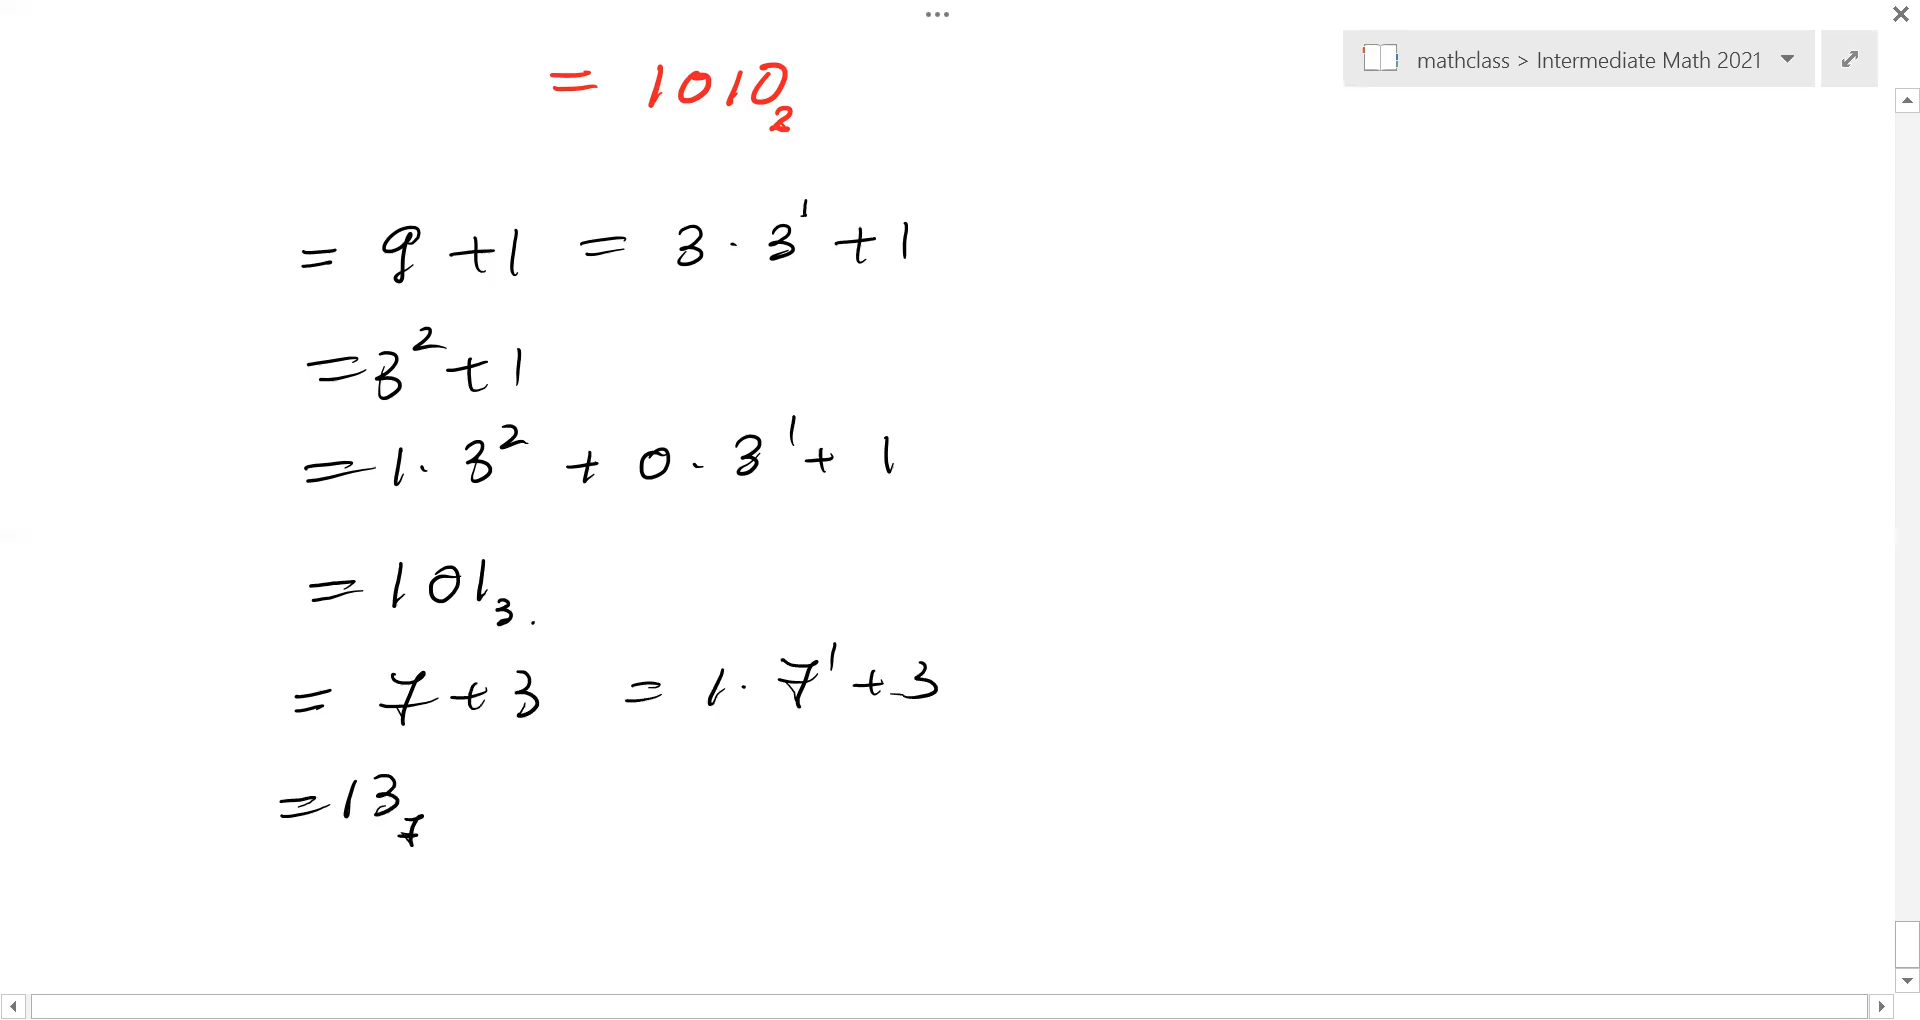 mathclass > Intermediate Math 2021
= 1010₂
= 9 + 1 = 3 · 3¹ + 1
= 3² + 1
= 1 · 3² + 0 · 3¹ + 1
= 101₃.
= 7 + 3 = 1 · 7¹ + 3
= 13₇